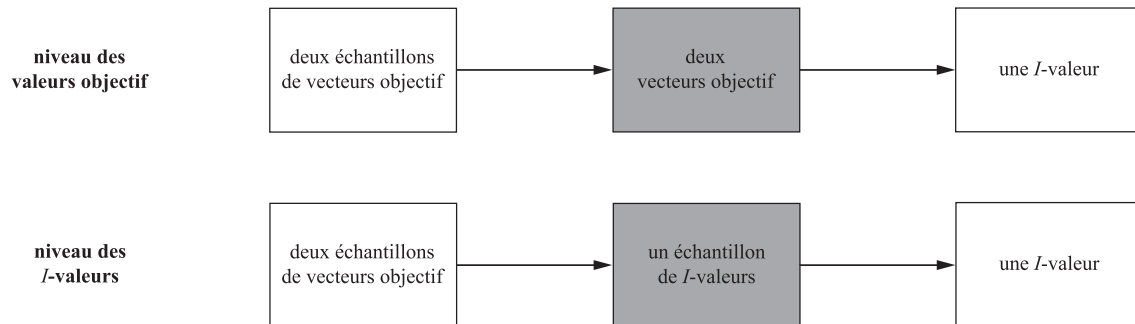 niveau des
valeurs objectif
deux échantillons
de vecteurs objectif
deux
vecteurs objectif
une I-valeur
niveau des
I-valeurs
deux échantillons
de vecteurs objectif
un échantillon
de I-valeurs
une I-valeur